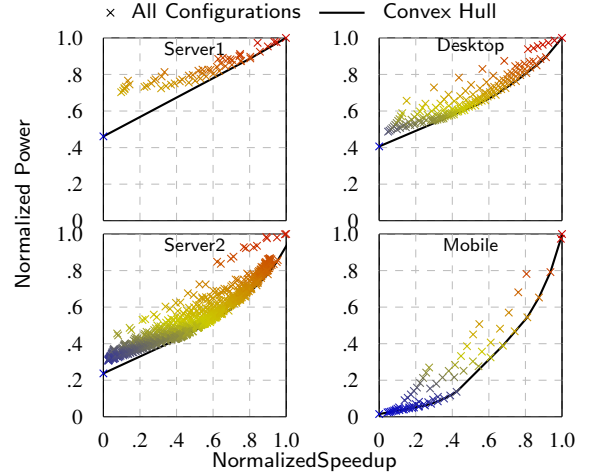 × All Configurations — Convex Hull
Normalized Power
Server1
1.0
.8
.6
.4
.2
0
Desktop
1.0
.8
.6
.4
.2
0
Server2
1.0
.8
.6
.4
.2
0
0 .2 .4 .6 .8 1.0
Mobile
1.0
.8
.6
.4
.2
0
0 .2 .4 .6 .8 1.0
NormalizedSpeedup